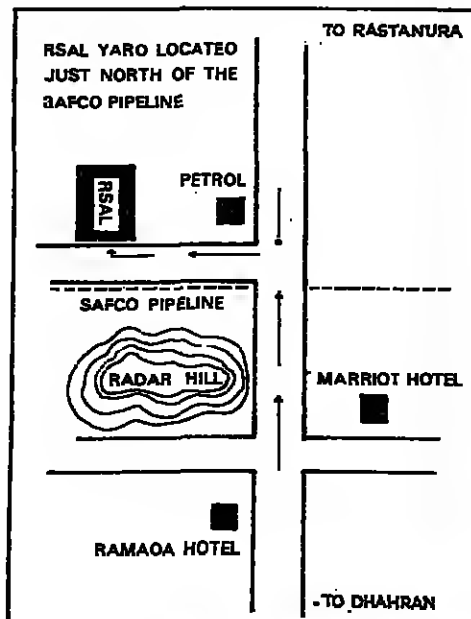 TO RASTANURA
RSAL YARO LOCATEO
JUST NORTH OF THE
SAFCO PIPELINE
PETROL
RSAL
SAFCO PIPELINE
RADAR HILL
MARRIOT HOTEL
RAMAOA HOTEL
TO DHAHRAN